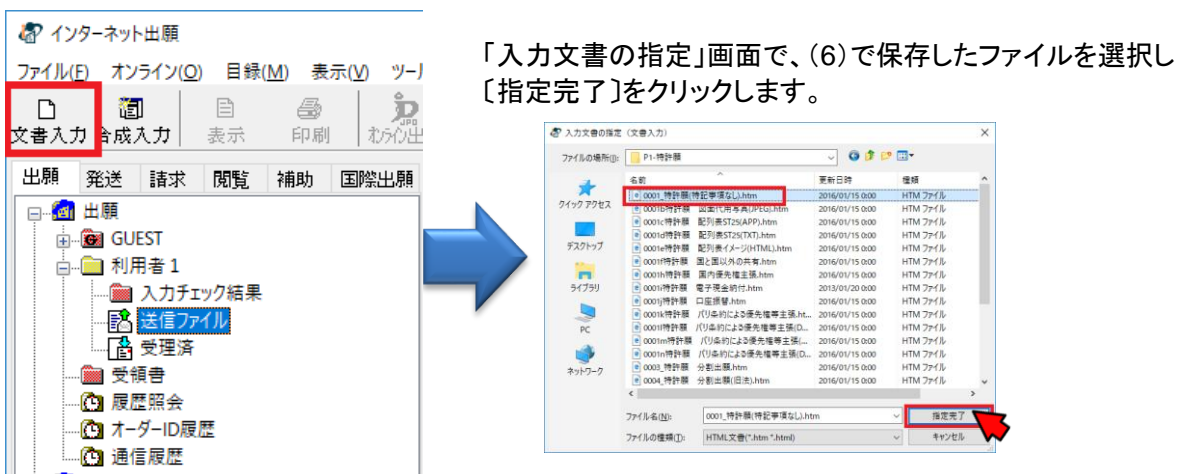 インターネット出願
ファイル(F) オンライン(O) 目録(M) 表示(V) ツール
文書入力 合成入力 表示 印刷 オンライン出
出願 発送 請求 閲覧 補助 国際出願
出願
GUEST
利用者1
入力チェック結果
送信ファイル
受理済
受領書
履歴照会
オーダーID履歴
通信履歴
「入力文書の指定」画面で、(6)で保存したファイルを選択し
〔指定完了〕をクリックします。
入力文書の指定 (文書入力)
ファイルの場所(I): P1-特許願
クイック アクセス
デスクトップ
ライブラリ
PC
ネットワーク
名前 更新日時 種類
0001_特許願(特記事項なし).htm 2016/01/15 0:00 HTM ファイル
0001b特許願 図面代用写真(JPEG).htm 2016/01/15 0:00 HTM ファイル
0001c特許願 配列表ST25(APP).htm 2016/01/15 0:00 HTM ファイル
0001d特許願 配列表ST25(TXT).htm 2016/01/15 0:00 HTM ファイル
0001e特許願 配列表イメージ(HTML).htm 2016/01/15 0:00 HTM ファイル
0001f特許願 国と国以外の共有.htm 2016/01/15 0:00 HTM ファイル
0001h特許願 国内優先権主張.htm 2016/01/15 0:00 HTM ファイル
0001i特許願 電子現金納付.htm 2013/01/20 0:00 HTM ファイル
0001j特許願 口座振替.htm 2016/01/15 0:00 HTM ファイル
0001k特許願 パリ条約による優先権等主張.ht... 2016/01/15 0:00 HTM ファイル
0001l特許願 パリ条約による優先権等主張(D... 2016/01/15 0:00 HTM ファイル
0001m特許願 パリ条約による優先権等主張(... 2016/01/15 0:00 HTM ファイル
0001n特許願 パリ条約による優先権等主張(D... 2016/01/15 0:00 HTM ファイル
0003_特許願 分割出願.htm 2016/01/15 0:00 HTM ファイル
0004_特許願 分割出願(旧法).htm 2016/01/15 0:00 HTM ファイル
ファイル名(N): 0001_特許願(特記事項なし).htm 指定完了
ファイルの種類(T): HTML文書(*.htm *.html) キャンセル